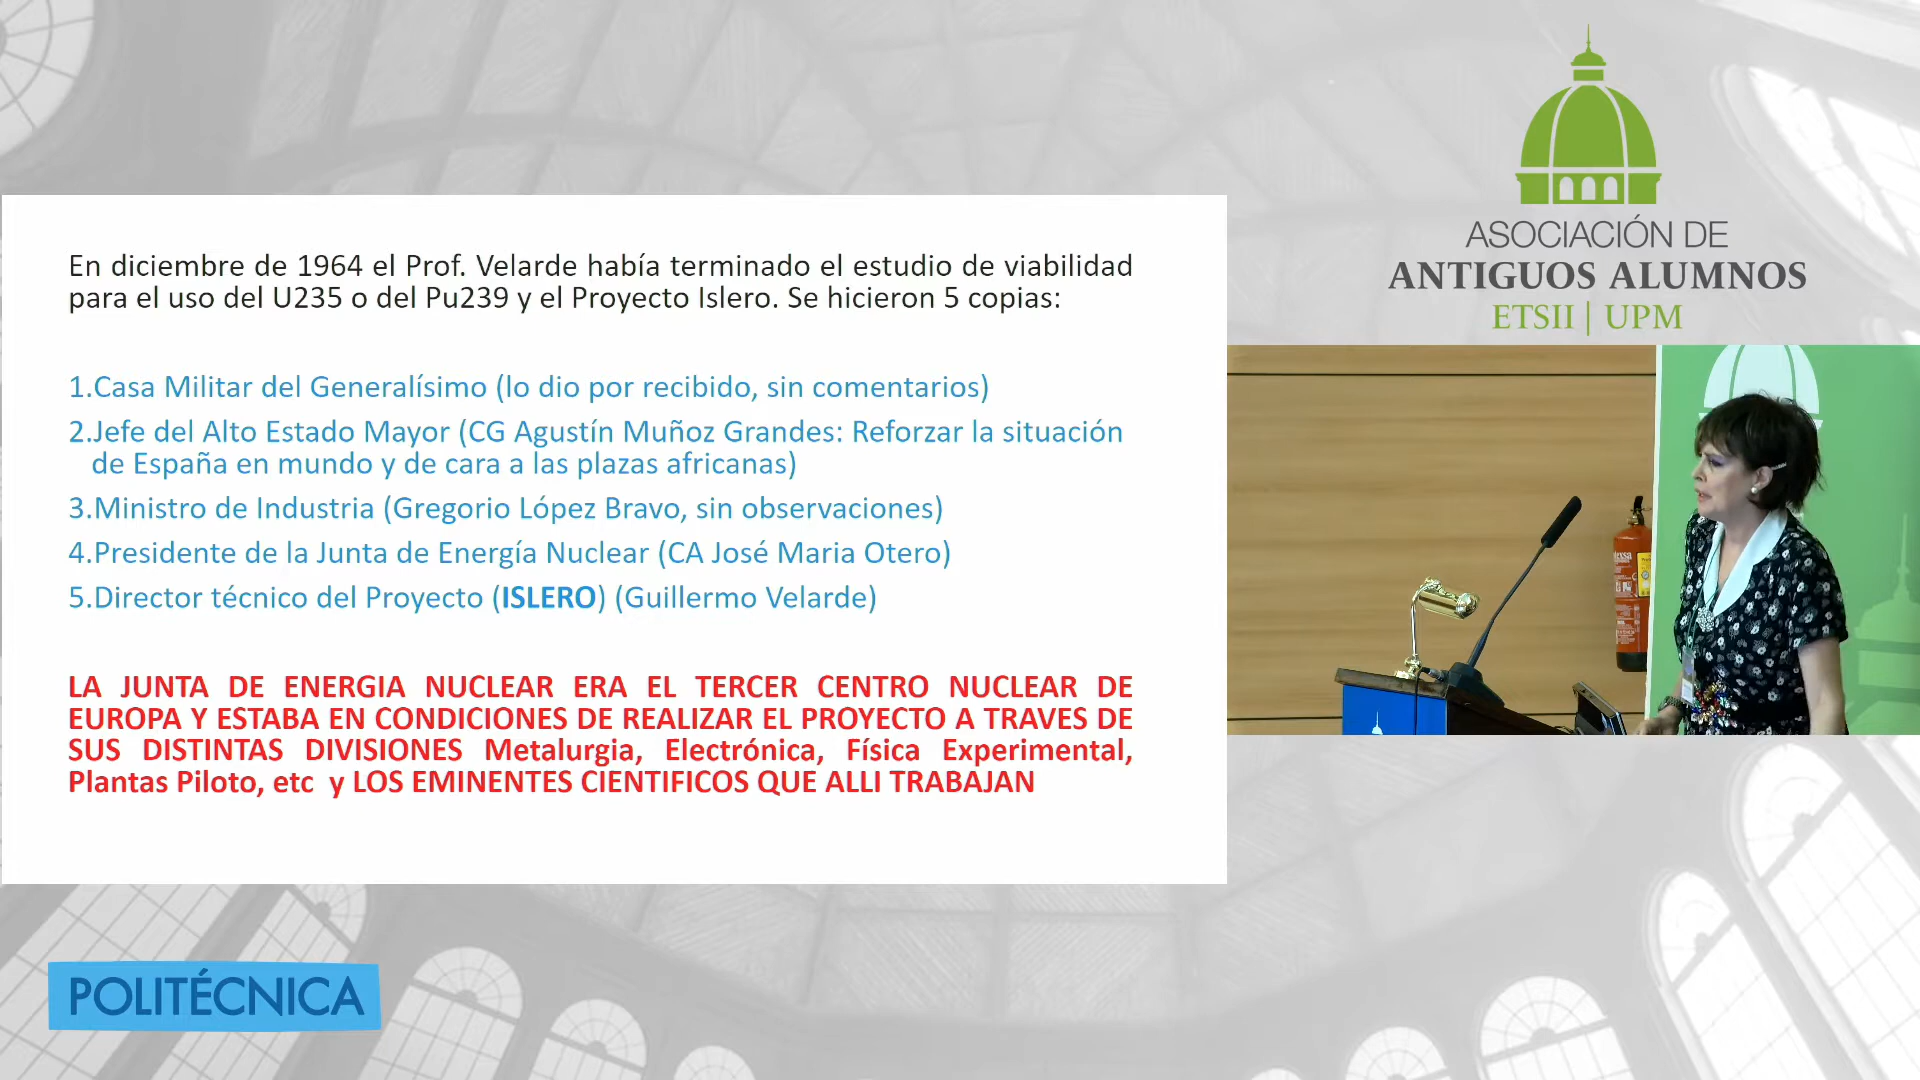 En diciembre de 1964 el Prof. Velarde había terminado el estudio de viabilidad
para el uso del U235 o del Pu239 y el Proyecto Islero. Se hicieron 5 copias:
1.Casa Militar del Generalísimo (lo dio por recibido, sin comentarios)
2.Jefe del Alto Estado Mayor (CG Agustín Muñoz Grandes: Reforzar la situación
de España en mundo y de cara a las plazas africanas)
3.Ministro de Industria (Gregorio López Bravo, sin observaciones)
4.Presidente de la Junta de Energía Nuclear (CA José Maria Otero)
5.Director técnico del Proyecto (ISLERO) (Guillermo Velarde)
LA JUNTA DE ENERGIA NUCLEAR ERA EL TERCER CENTRO NUCLEAR DE
EUROPA Y ESTABA EN CONDICIONES DE REALIZAR EL PROYECTO A TRAVES DE
SUS DISTINTAS DIVISIONES Metalurgia, Electrónica, Física Experimental,
Plantas Piloto, etc y LOS EMINENTES CIENTIFICOS QUE ALLI TRABAJAN
ASOCIACIÓN DE
ANTIGUOS ALUMNOS
ETSII | UPM
POLITÉCNICA